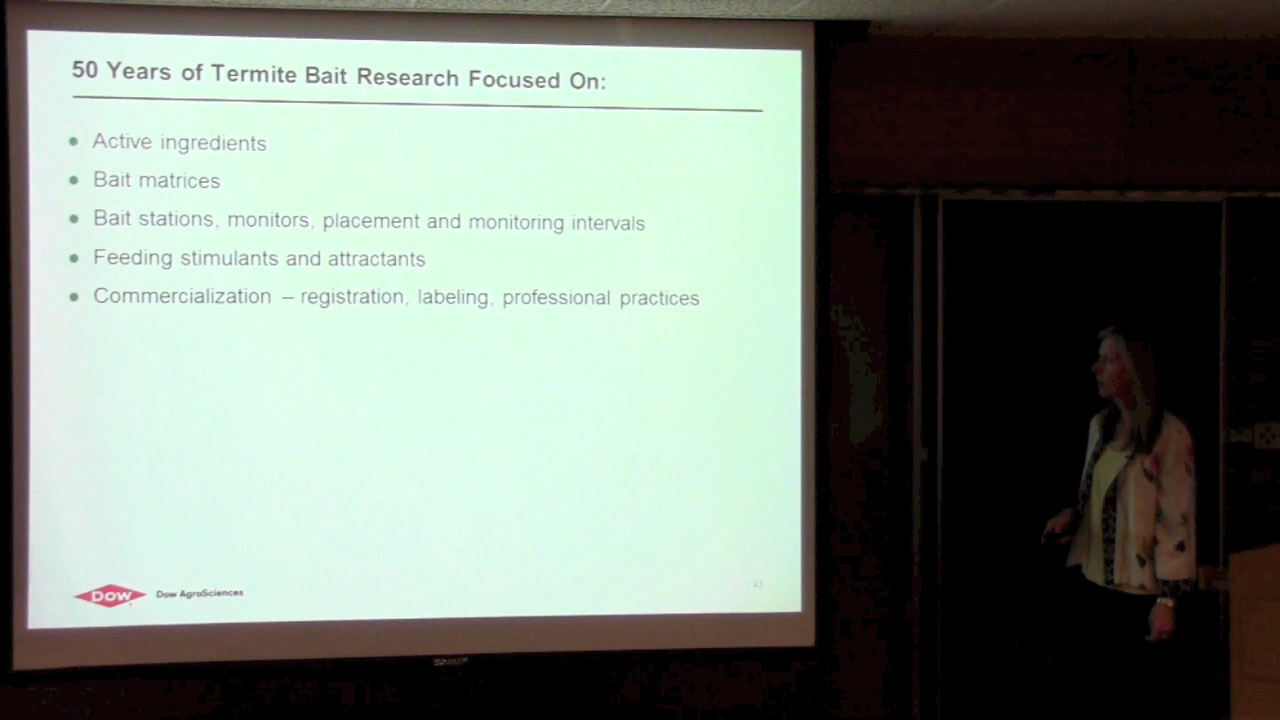 50 Years of Termite Bait Research Focused On:
• Active ingredients
• Bait matrices
• Bait stations, monitors, placement and monitoring intervals
• Feeding stimulants and attractants
• Commercialization – registration, labeling, professional practices
DOW Dow AgroSciences